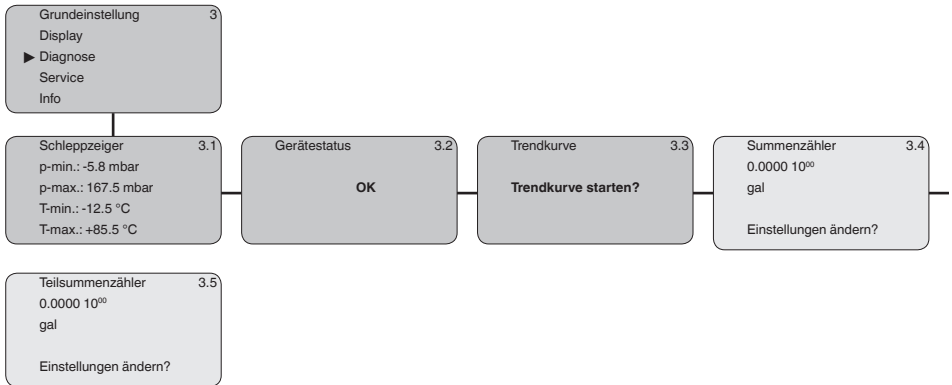 Grundeinstellung 3
Display
▶ Diagnose
Service
Info
Schleppzeiger 3.1
p-min.: -5.8 mbar
p-max.: 167.5 mbar
T-min.: -12.5 °C
T-max.: +85.5 °C
Gerätestatus 3.2
OK
Trendkurve 3.3
Trendkurve starten?
Summenzähler 3.4
0.0000 10⁰⁰
gal
Einstellungen ändern?
Teilsummenzähler 3.5
0.0000 10⁰⁰
gal
Einstellungen ändern?